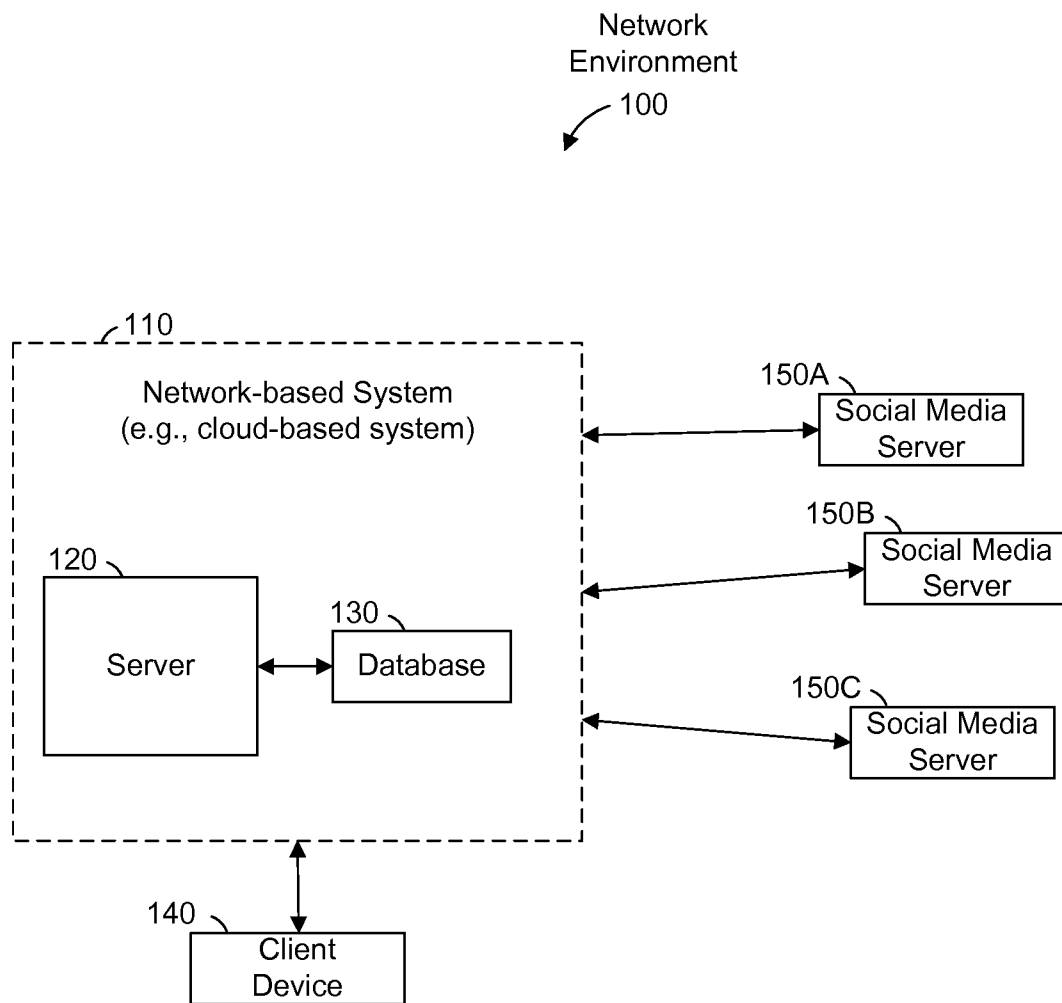 Network
Environment
100
110
Network-based System
(e.g., cloud-based system)
150A
Social Media
Server
150B
Social Media
Server
120
Server
130
Database
150C
Social Media
Server
140
Client
Device